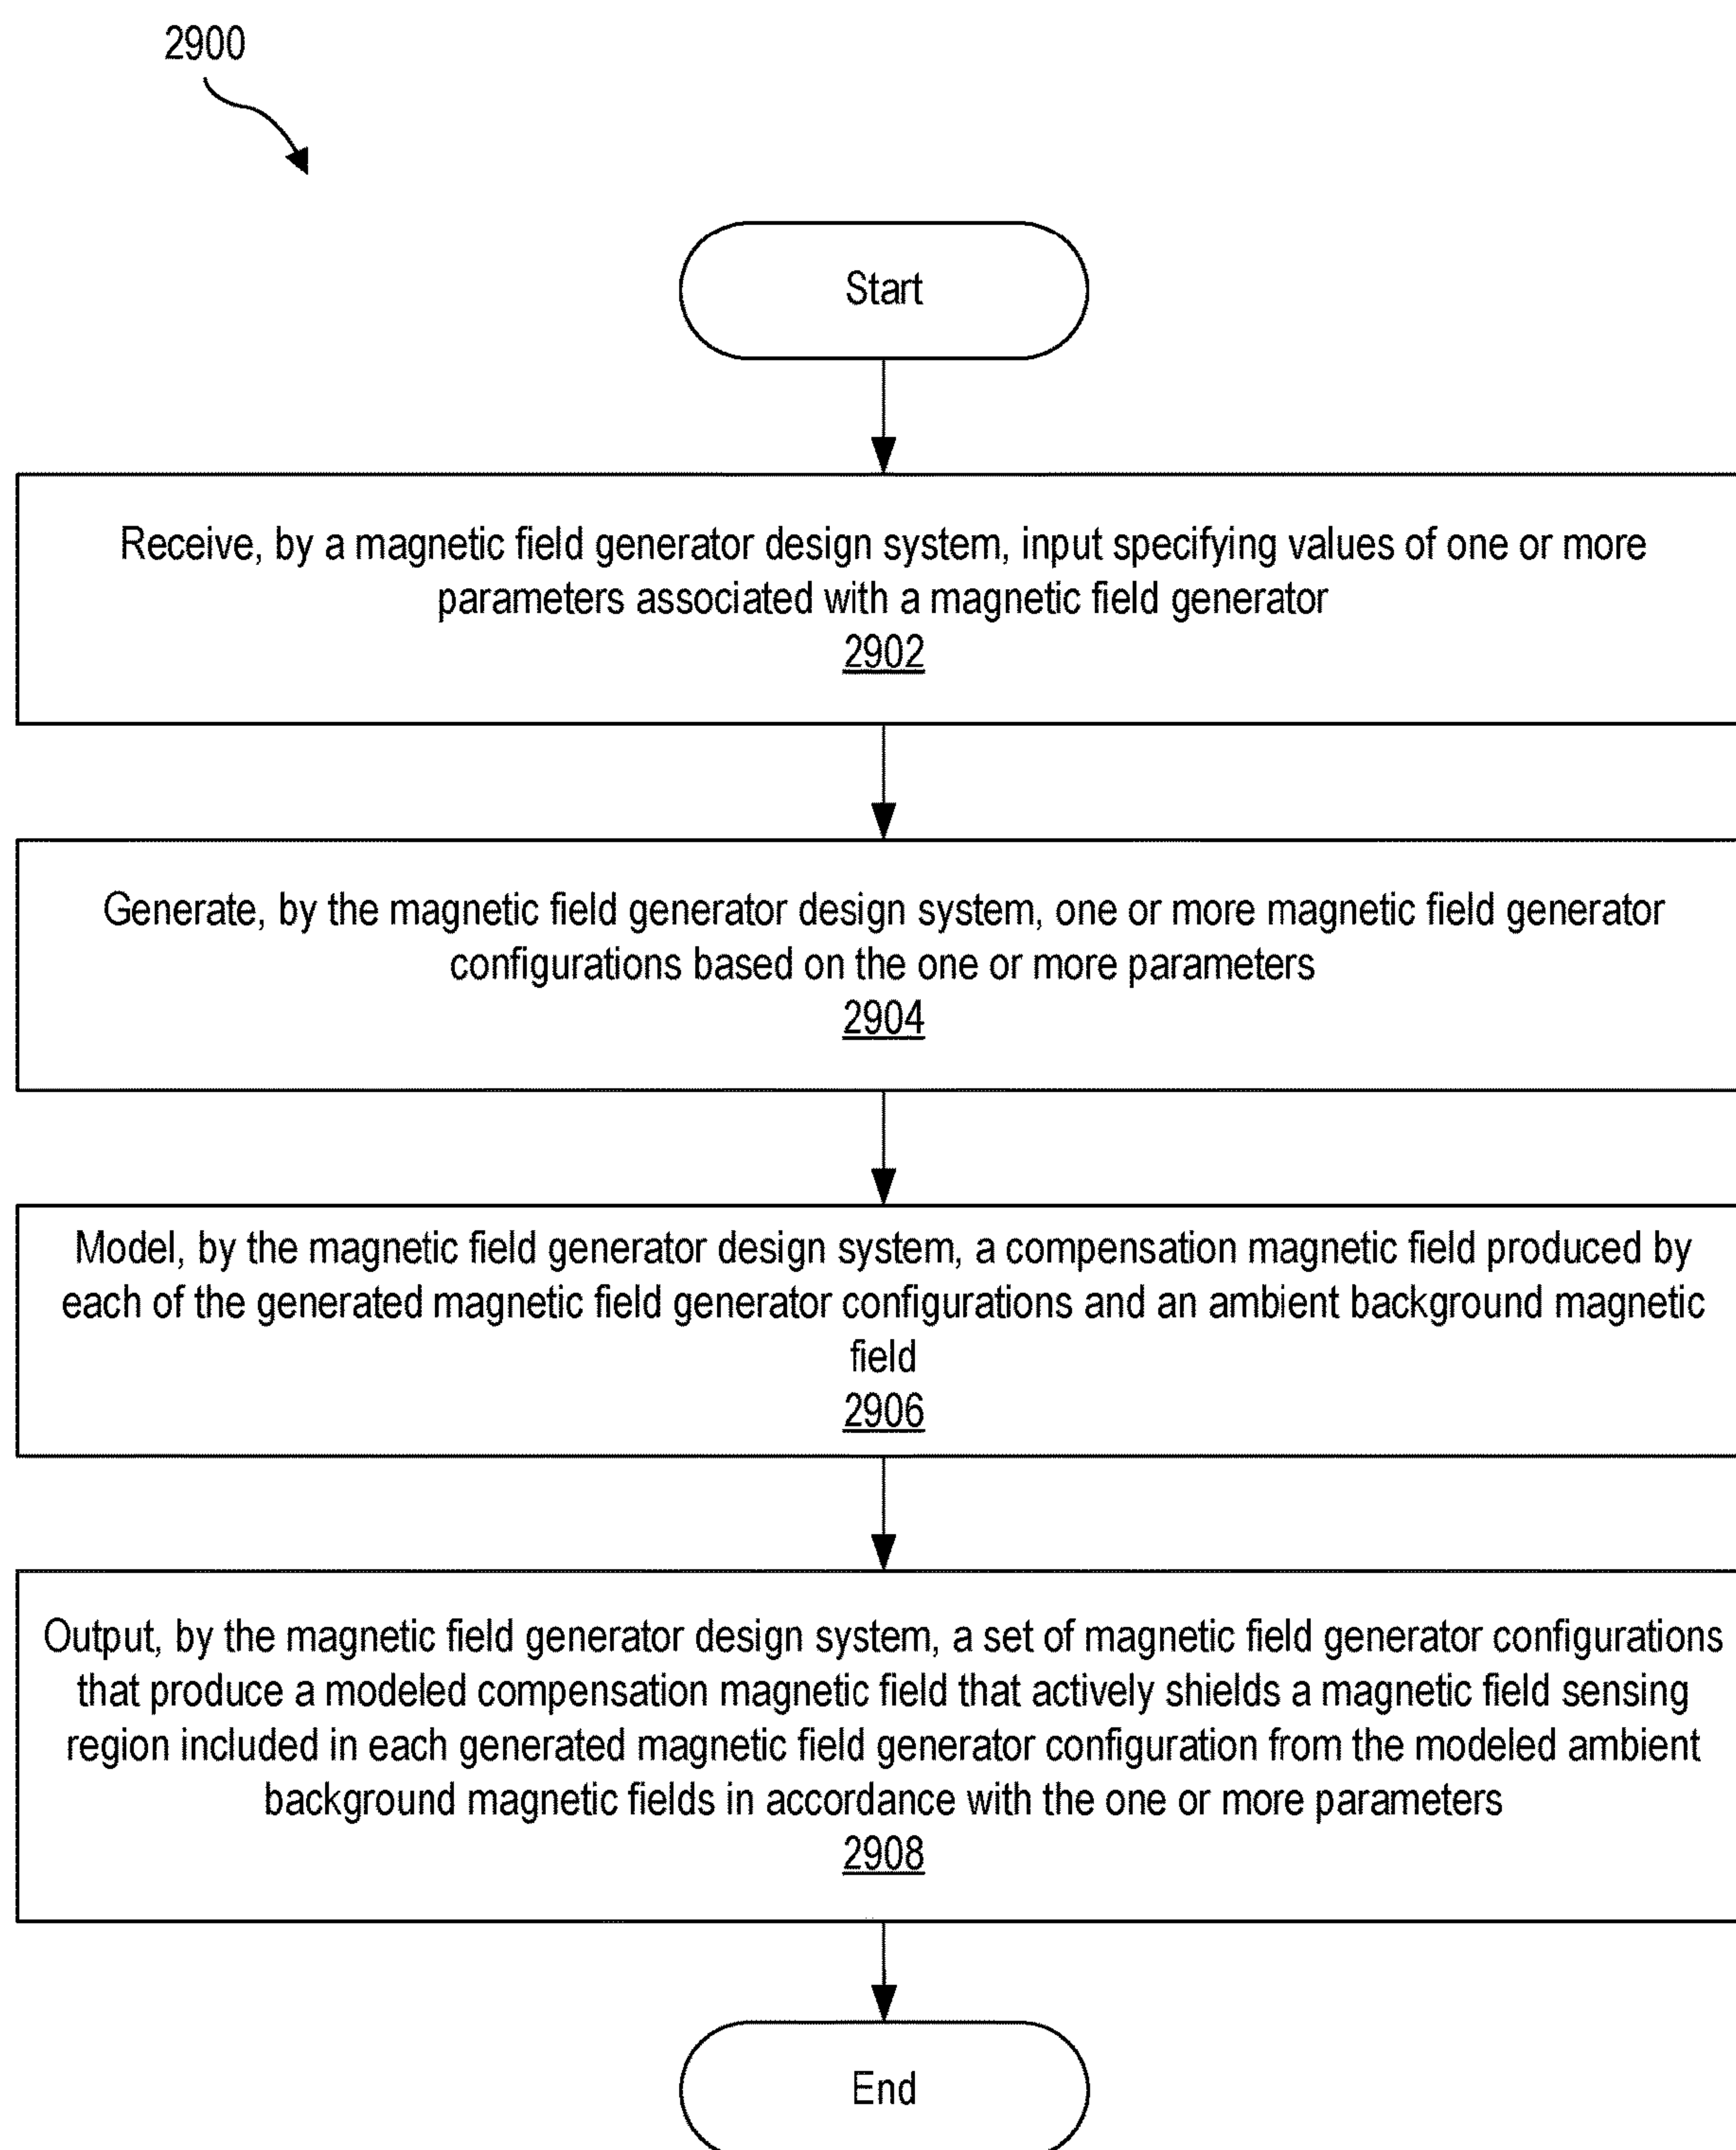 2900
Start
Receive, by a magnetic field generator design system, input specifying values of one or more
parameters associated with a magnetic field generator
2902
Generate, by the magnetic field generator design system, one or more magnetic field generator
configurations based on the one or more parameters
2904
Model, by the magnetic field generator design system, a compensation magnetic field produced by
each of the generated magnetic field generator configurations and an ambient background magnetic
field
2906
Output, by the magnetic field generator design system, a set of magnetic field generator configurations
that produce a modeled compensation magnetic field that actively shields a magnetic field sensing
region included in each generated magnetic field generator configuration from the modeled ambient
background magnetic fields in accordance with the one or more parameters
2908
End